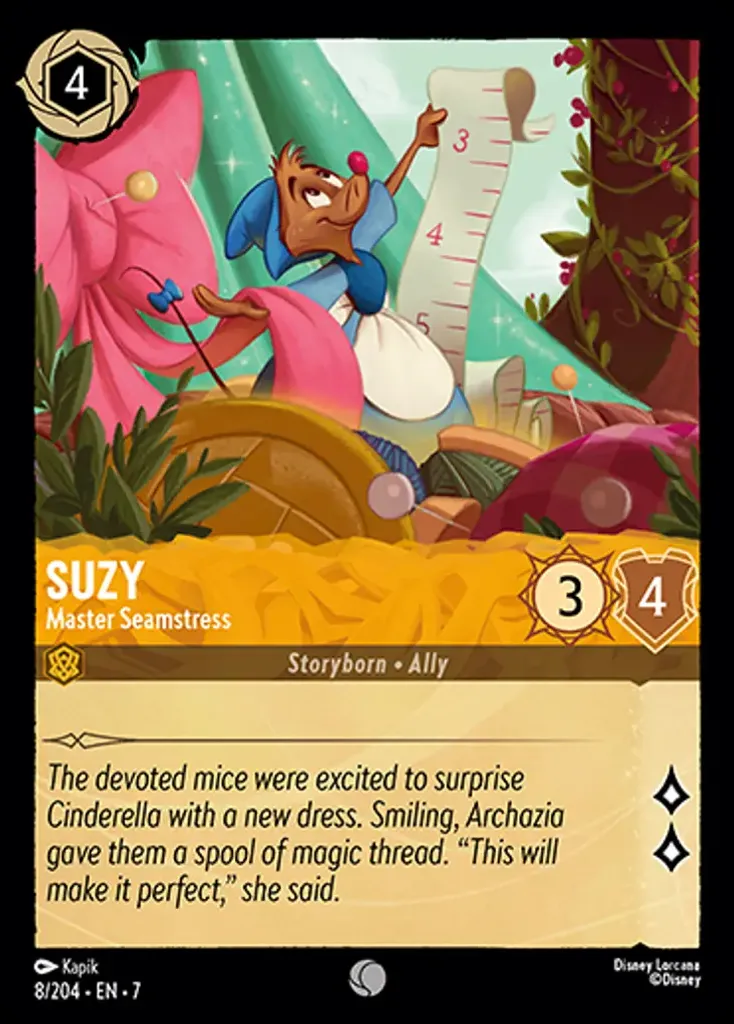 4
3
4
5
SUZY
Master Seamstress
3
4
Storyborn • Ally
The devoted mice were excited to surprise
Cinderella with a new dress. Smiling, Archazia
gave them a spool of magic thread. “This will
make it perfect,” she said.
Kapik
8/204 • EN • 7
Disney Lorcana
©Disney